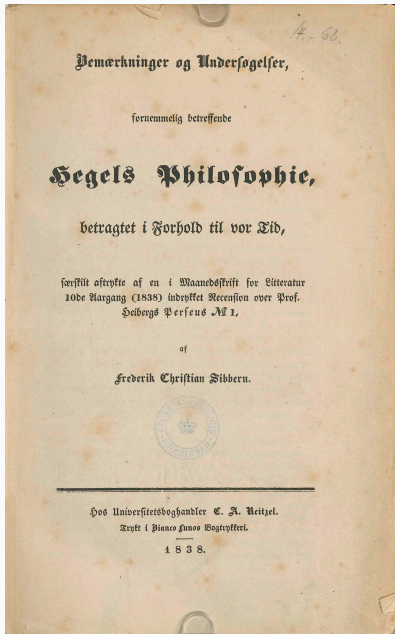 14.- 6b.
Bemærkninger og Undersøgelser,
fornemmelig betreffende
Hegels Philosophie,
betragtet i Forhold til vor Tid,
særskilt aftrykte af en i Maanedsskrift for Litteratur
10de Aargang (1838) indrykket Recension over Prof.
Heibergs Perseus № 1,
af
Frederik Christian Sibbern.
Hos Universitetsboghandler C. A. Reitzel.
Trykt i Bianco Lunos Bogtrykkeri.
1838.